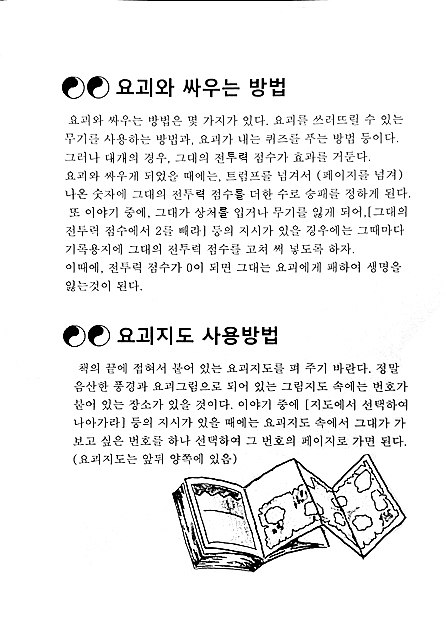 요괴와 싸우는 방법
요괴와 싸우는 방법은 몇 가지가 있다. 요괴를 쓰러뜨릴 수 있는
무기를 사용하는 방법과, 요괴가 내는 퀴즈를 푸는 방법 등이다.
그러나 대개의 경우, 그대의 전투력 점수가 효과를 거둔다.
요괴와 싸우게 되었을 때에는, 트럼프를 넘겨서 (페이지를 넘겨)
나온 숫자에 그대의 전투력 점수를 더한 수로 승패를 정하게 된다.
또 이야기 중에, 그대가 상처를 입거나 무기를 잃게 되어,[그대의
전투력 점수에서 2를 빼라] 등의 지시가 있을 경우에는 그때마다
기록용지에 그대의 전투력 점수를 고쳐 써 넣도록 하자.
이때에, 전투력 점수가 0이 되면 그대는 요괴에게 패하여 생명을
잃는것이 된다.
요괴지도 사용방법
책의 끝에 접혀서 붙어 있는 요괴지도를 펴 주기 바란다. 정말
음산한 풍경과 요괴그림으로 되어 있는 그림지도 속에는 번호가
붙어 있는 장소가 있을 것이다. 이야기 중에 [지도에서 선택하여
나아가라] 등의 지시가 있을 때에는 요괴지도 속에서 그대가 가
보고 싶은 번호를 하나 선택하여 그 번호의 페이지로 가면 된다.
(요괴지도는 앞뒤 양쪽에 있음)